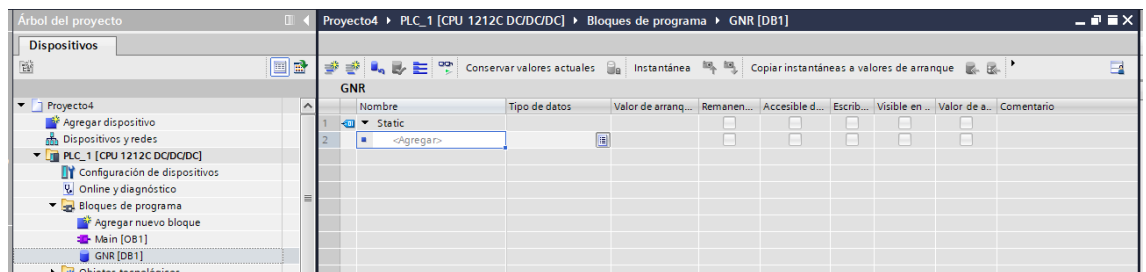 Árbol del proyecto
Proyecto4 ▸ PLC_1 [CPU 1212C DC/DC/DC] ▸ Bloques de programa ▸ GNR [DB1]
Dispositivos
Conservar valores actuales Instantánea Copiar instantáneas a valores de arranque
GNR
Nombre Tipo de datos Valor de arranq... Remanen... Accesible d... Escrib... Visible en .. Valor de a.. Comentario
1 Static
2 <Agregar>
Proyecto4
Agregar dispositivo
Dispositivos y redes
PLC_1 [CPU 1212C DC/DC/DC]
Configuración de dispositivos
Online y diagnóstico
Bloques de programa
Agregar nuevo bloque
Main [OB1]
GNR [DB1]
Objetos tecnológicos